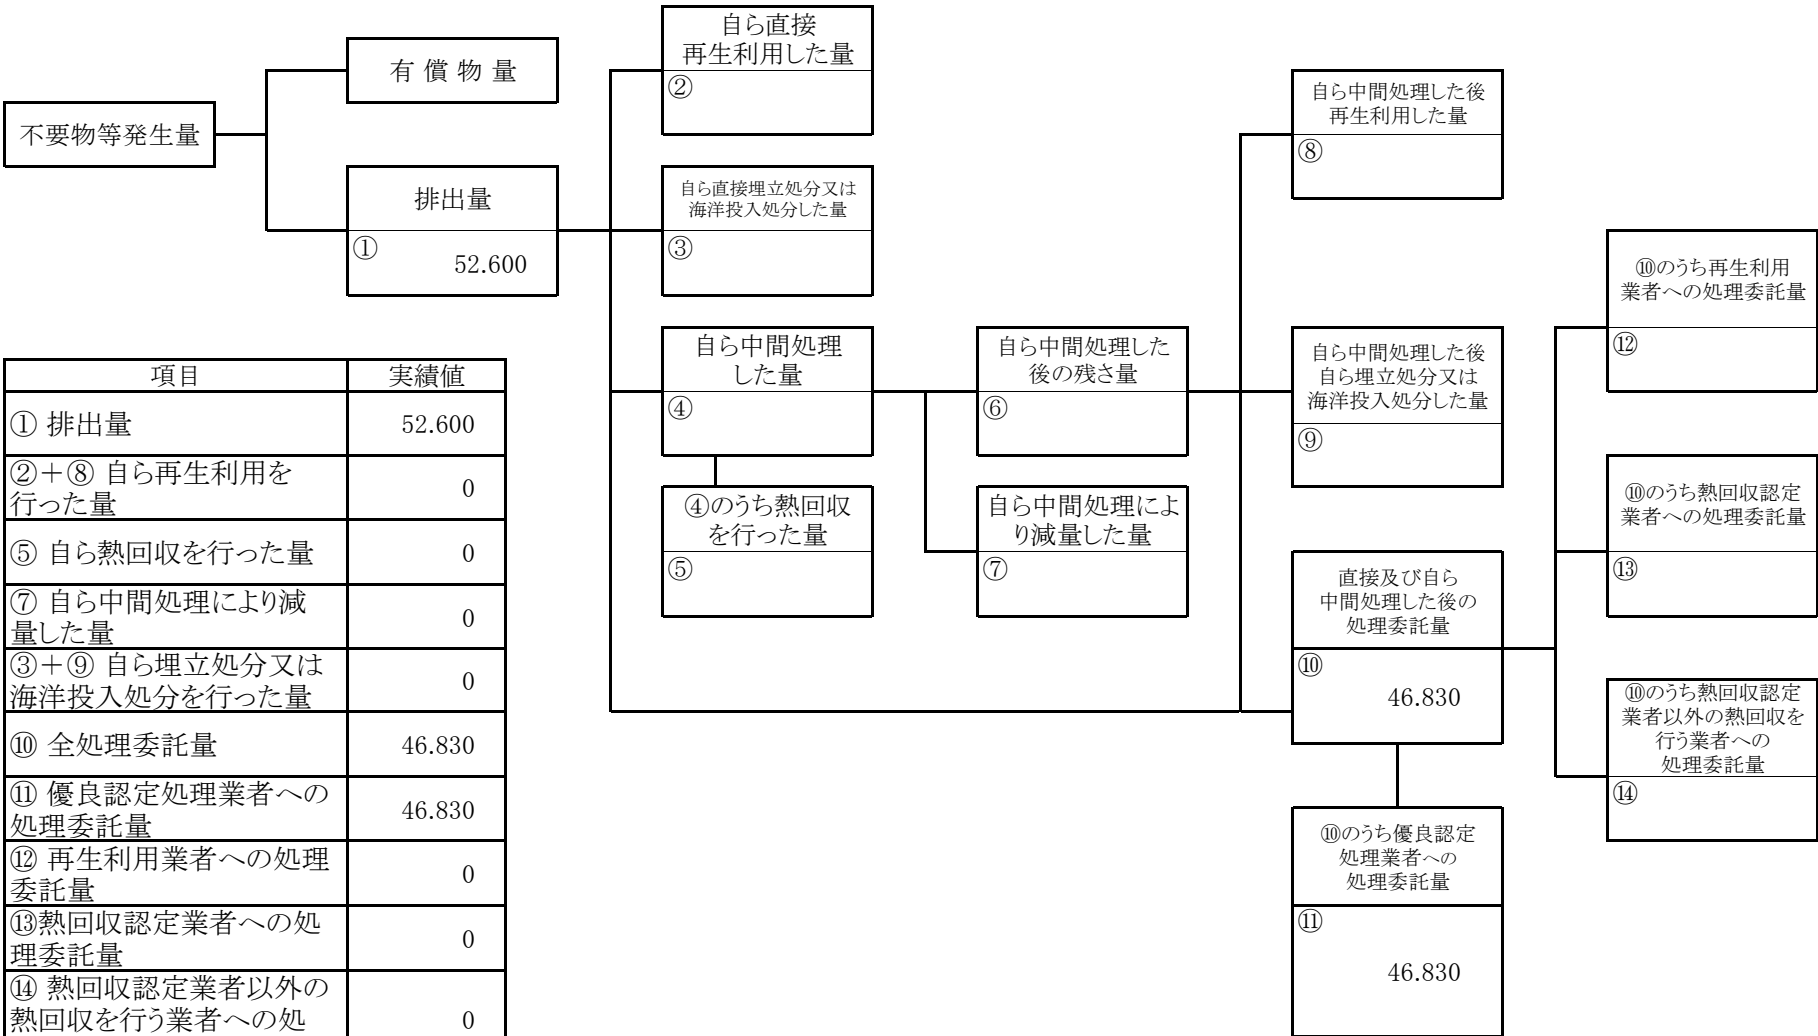 不要物等発生量
有 償 物 量
排出量
①
52.600
自ら直接
再生利用した量
②
自ら直接埋立処分又は
海洋投入処分した量
③
自ら中間処理
した量
④
④のうち熱回収
を行った量
⑤
自ら中間処理した
後の残さ量
⑥
自ら中間処理によ
り減量した量
⑦
自ら中間処理した後
再生利用した量
⑧
自ら中間処理した後
自ら埋立処分又は
海洋投入処分した量
⑨
直接及び自ら
中間処理した後の
処理委託量
⑩
46.830
⑩のうち優良認定
処理業者への
処理委託量
⑪
46.830
⑩のうち再生利用
業者への処理委託量
⑫
⑩のうち熱回収認定
業者への処理委託量
⑬
⑩のうち熱回収認定
業者以外の熱回収を
行う業者への
処理委託量
⑭
項目 実績値
① 排出量 52.600
②＋⑧ 自ら再生利用を
行った量 0
⑤ 自ら熱回収を行った量 0
⑦ 自ら中間処理により減
量した量 0
③＋⑨ 自ら埋立処分又は
海洋投入処分を行った量 0
⑩ 全処理委託量 46.830
⑪ 優良認定処理業者への
処理委託量 46.830
⑫ 再生利用業者への処理
委託量 0
⑬熱回収認定業者への処
理委託量 0
⑭ 熱回収認定業者以外の
熱回収を行う業者への処 0